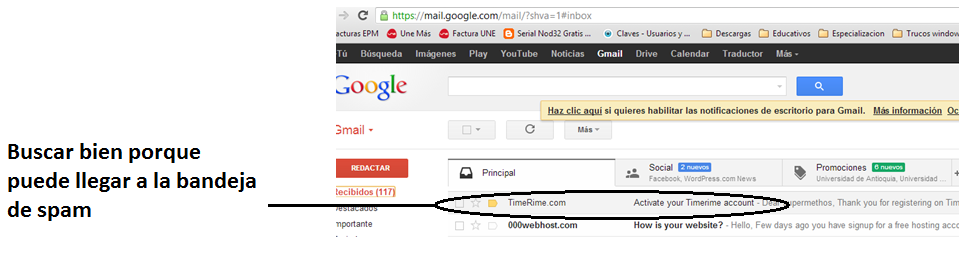 https://mail.google.com/mail/?shva=1#inbox
acturas EPM Une Más Factura UNE Serial Nod32 Gratis ... Claves - Usuarios y ... Descargas Educativos Especializacion Trucos window
Tú Búsqueda Imágenes Play YouTube Noticias Gmail Drive Calendar Traductor Más
Google
Haz clic aquí si quieres habilitar las notificaciones de escritorio para Gmail. Más información Oc
Gmail
Más
Buscar bien porque
puede llegar a la bandeja
de spam
REDACTAR
Recibidos (117)
Destacados
Importante
Principal
Social 2 nuevos
Facebook, WordPress.com News
Promociones 6 nuevos
Universidad de Antioquia, Universidad ...
TimeRime.com Activate your Timerime account - Dear supermethos, Thank you for registering on Tim
000webhost.com How is your website? - Hello, Few days ago you have signup for a free hosting acco